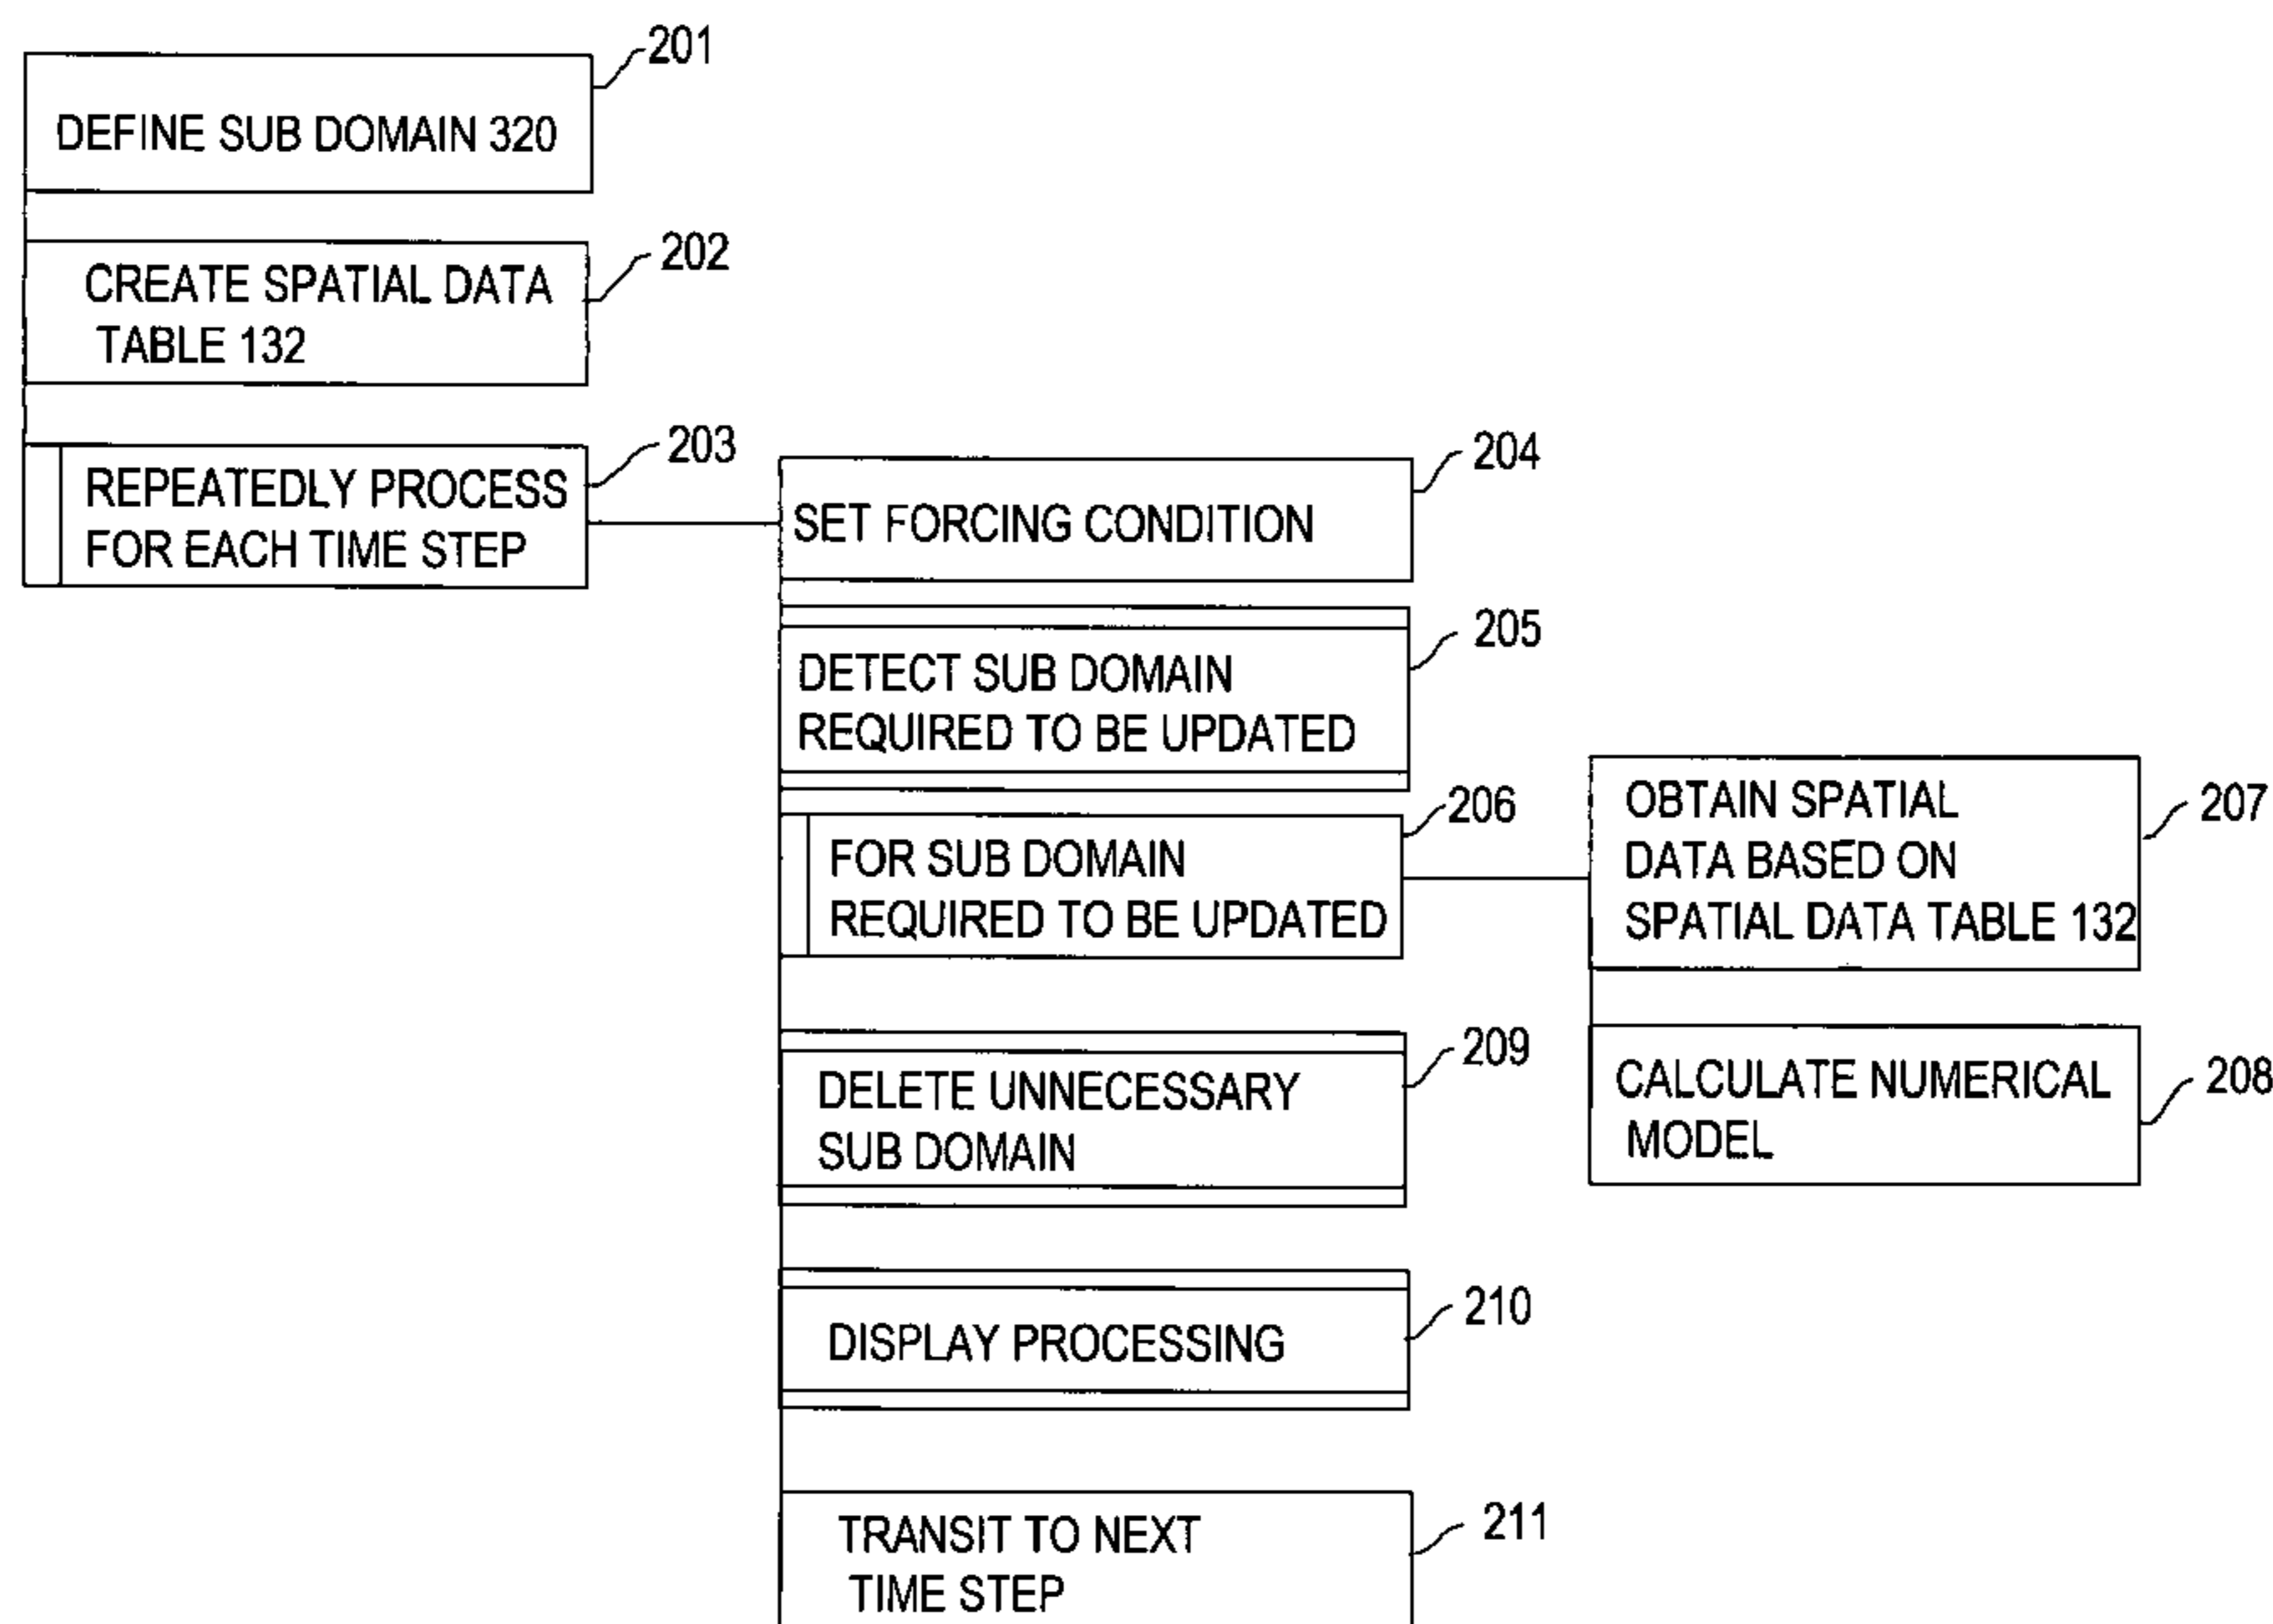 201
DEFINE SUB DOMAIN 320
202
CREATE SPATIAL DATA
TABLE 132
203
REPEATEDLY PROCESS
FOR EACH TIME STEP
204
SET FORCING CONDITION
205
DETECT SUB DOMAIN
REQUIRED TO BE UPDATED
206
FOR SUB DOMAIN
REQUIRED TO BE UPDATED
207
OBTAIN SPATIAL
DATA BASED ON
SPATIAL DATA TABLE 132
208
CALCULATE NUMERICAL
MODEL
209
DELETE UNNECESSARY
SUB DOMAIN
210
DISPLAY PROCESSING
211
TRANSIT TO NEXT
TIME STEP